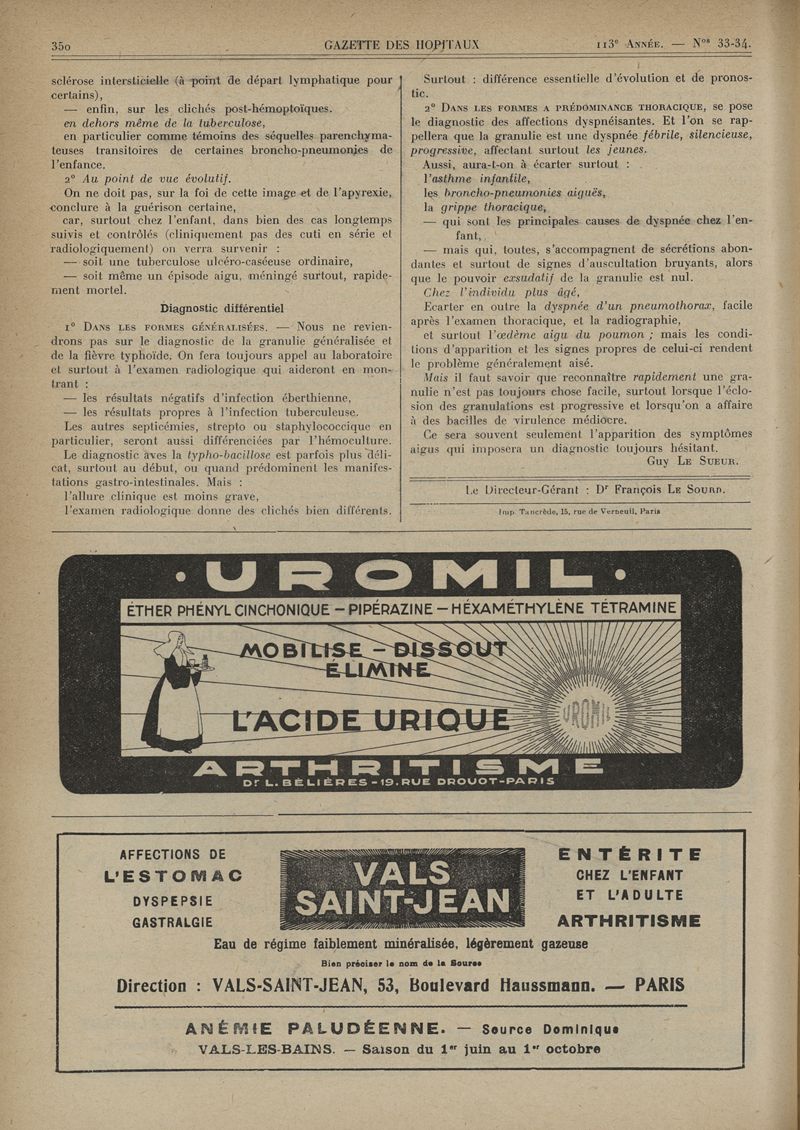 350
GAZETTE DES HOPITAUX
113e ANNÉE. — Nos 33-34.
sclérose intersticielle (à point de départ lymphatique pour
certains),
— enfin, sur les clichés post-hémoptoïques.
en dehors même de la tuberculose,
en particulier comme témoins des séquelles parenchyma-
teuses transitoires de certaines broncho-pneumonies de
l'enfance.
2° Au point de vue évolutif.
On ne doit pas, sur la foi de cette image et de l'apyrexie,
conclure à la guérison certaine,
car, surtout chez l'enfant, dans bien des cas longtemps
suivis et contrôlés (cliniquement pas des cuti en série et
radiologiquement) on verra survenir :
— soit une tuberculose ulcéro-caséeuse ordinaire,
— soit même un épisode aigu, méningé surtout, rapide-
ment mortel.
Diagnostic différentiel
1° DANS LES FORMES GÉNÉRALISÉES. — Nous ne revien-
drons pas sur le diagnostic de la granulie généralisée et
de la fièvre typhoïde. On fera toujours appel au laboratoire
et surtout à l'examen radiologique qui aideront en mon-
trant :
— les résultats négatifs d'infection éberthienne,
— les résultats propres à l'infection tuberculeuse.
Les autres septicémies, strepto ou staphylococcique en
particulier, seront aussi différenciées par l'hémoculture.
Le diagnostic aves la typho-bacillose est parfois plus déli-
cat, surtout au début, ou quand prédominent les manifes-
tations gastro-intestinales. Mais :
l'allure clinique est moins grave,
l'examen radiologique donne des clichés bien différents.
Surtout : différence essentielle d'évolution et de pronos-
tic.
2° DANS LES FORMES A PRÉDOMINANCE THORACIQUE, se pose
le diagnostic des affections dyspnéisantes. Et l'on se rap-
pellera que la granulie est une dyspnée fébrile, silencieuse,
progressive, affectant surtout les jeunes.
Aussi, aura-t-on à écarter surtout :
l'asthme infantile,
les broncho-pneumonies aiguës,
la grippe thoracique,
— qui sont les principales causes de dyspnée chez l'en-
fant,
— mais qui, toutes, s'accompagnent de sécrétions abon-
dantes et surtout de signes d'auscultation bruyants, alors
que le pouvoir exsudatif de la granulie est nul.
Chez l'individu plus âgé,
Ecarter en outre la dyspnée d'un pneumothorax, facile
après l'examen thoracique, et la radiographie,
et surtout l'œdème aigu du poumon ; mais les condi-
tions d'apparition et les signes propres de celui-ci rendent
le problème généralement aisé.
Mais il faut savoir que reconnaître rapidement une gra-
nulie n'est pas toujours chose facile, surtout lorsque l'éclo-
sion des granulations est progressive et lorsqu'on a affaire
à des bacilles de virulence médiocre.
Ce sera souvent seulement l'apparition des symptômes
aigus qui imposera un diagnostic toujours hésitant.
Guy LE SUEUR.
Le Directeur-Gérant : Dr François LE SOURD.
Imp. Tancrède, 15, rue de Verneuil, Paris
· UROMIL ·
ÉTHER PHÉNYL CINCHONIQUE – PIPÉRAZINE – HÉXAMÉTHYLÈNE TÉTRAMINE
MOBILISE – DISSOUT
ÉLIMINE
L'ACIDE URIQUE
UROMIL
ARTHRITISME
Dr L. BÉLIÈRES - 19. RUE DROUOT - PARIS
AFFECTIONS DE
L'ESTOMAC
DYSPEPSIE
GASTRALGIE
VALS
SAINT-JEAN
ENTÉRITE
CHEZ L'ENFANT
ET L'ADULTE
ARTHRITISME
Eau de régime faiblement minéralisée, légèrement gazeuse
Bien préciser le nom de la Source
Direction : VALS-SAINT-JEAN, 53, Boulevard Haussmann. — PARIS
ANÉMIE PALUDÉENNE. — Source Dominique
VALS-LES-BAINS. — Saison du 1er juin au 1er octobre